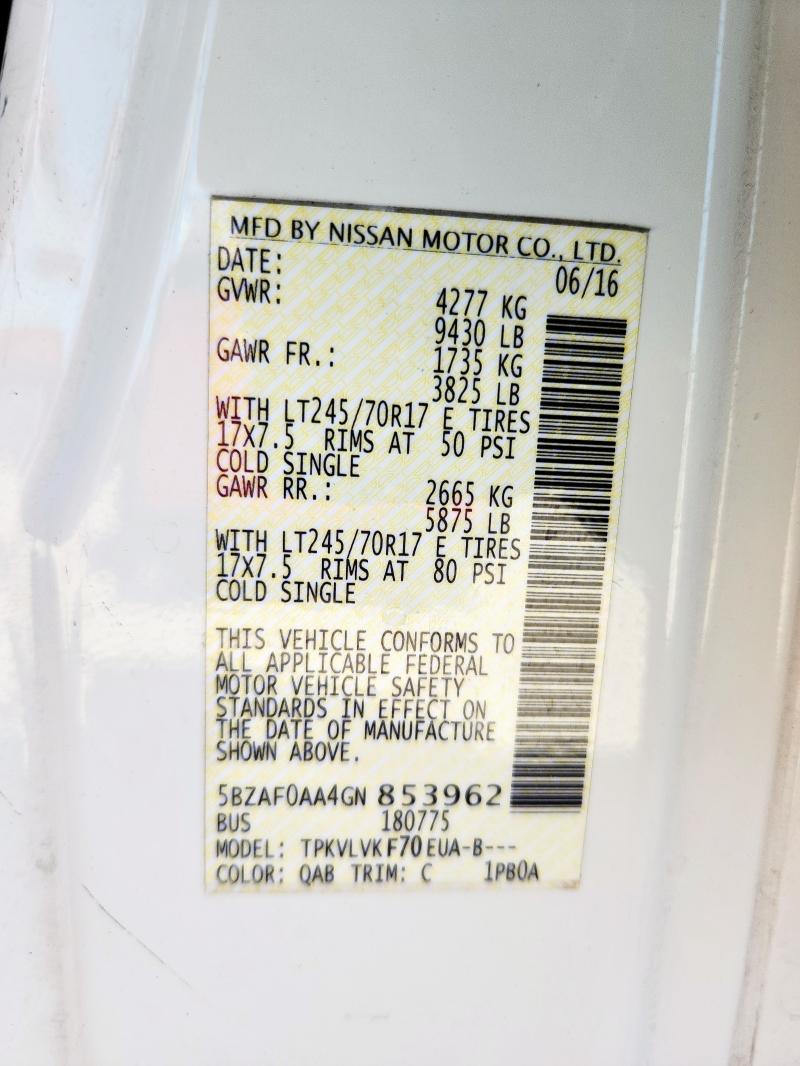 MFD BY NISSAN MOTOR CO., LTD.
DATE: 06/16
GVWR: 4277 KG
9430 LB
GAWR FR.: 1735 KG
3825 LB
WITH LT245/70R17 E TIRES
17X7.5 RIMS AT 50 PSI
COLD SINGLE
GAWR RR.: 2665 KG
5875 LB
WITH LT245/70R17 E TIRES
17X7.5 RIMS AT 80 PSI
COLD SINGLE
THIS VEHICLE CONFORMS TO
ALL APPLICABLE FEDERAL
MOTOR VEHICLE SAFETY
STANDARDS IN EFFECT ON
THE DATE OF MANUFACTURE
SHOWN ABOVE.
5BZAF0AA4GN 853962
BUS 180775
MODEL: TPKVLVKF70EUA-B---
COLOR: QAB TRIM: C 1PB0A